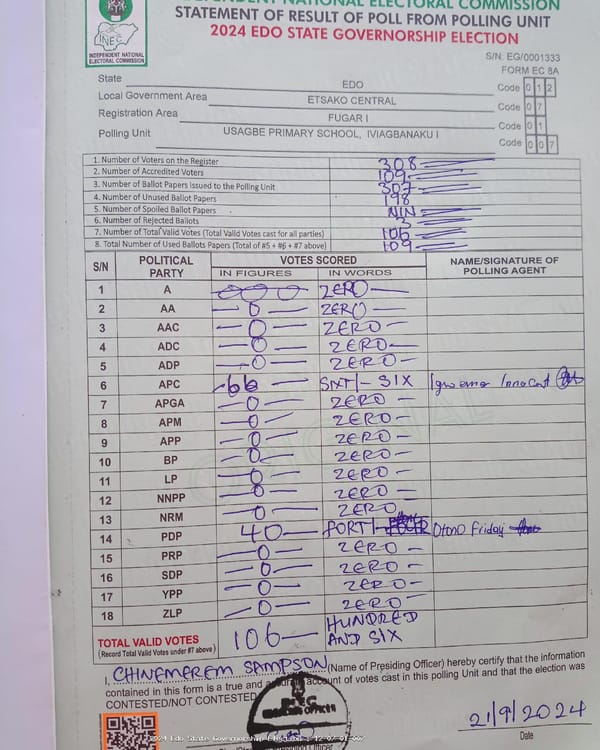 INDEPENDENT NATIONAL ELECTORAL COMMISSION
STATEMENT OF RESULT OF POLL FROM POLLING UNIT
2024 EDO STATE GOVERNORSHIP ELECTION
INEC
INDEPENDENT NATIONAL
ELECTORAL COMMISSION
S/N: EG/0001333
FORM EC 8A
State EDO Code 0 1 2
Local Government Area ETSAKO CENTRAL Code 0 7
Registration Area FUGAR I Code 0 1
Polling Unit USAGBE PRIMARY SCHOOL, IVIAGBANAKU I Code 0 0 7
1. Number of Voters on the Register 308
2. Number of Accredited Voters 109
3. Number of Ballot Papers Issued to the Polling Unit 307
4. Number of Unused Ballot Papers 198
5. Number of Spoiled Ballot Papers
6. Number of Rejected Ballots 3
7. Number of Total Valid Votes (Total Valid Votes cast for all parties) 106
8. Total Number of Used Ballots Papers (Total of #5 + #6 + #7 above) 109
S/N POLITICAL PARTY VOTES SCORED NAME/SIGNATURE OF POLLING AGENT
IN FIGURES IN WORDS
1 A 000 ZERO
2 AA 0 ZERO
3 AAC 0 ZERO
4 ADC 0 ZERO
5 ADP 0 ZERO
6 APC 66 SIXTY-SIX Innocent
7 APGA 0 ZERO
8 APM 0 ZERO
9 APP 0 ZERO
10 BP 0 ZERO
11 LP 0 ZERO
12 NNPP 0 ZERO
13 NRM 0 ZERO
14 PDP 40 FORTY Otono Friday
15 PRP 0 ZERO
16 SDP 0 ZERO
17 YPP 0 ZERO
18 ZLP 0 ZERO
TOTAL VALID VOTES 106 HUNDRED AND SIX
(Record Total Valid Votes under #7 above)
I, CHINEMEREM SAMPSON (Name of Presiding Officer) hereby certify that the information
contained in this form is a true and account of votes cast in this polling Unit and that the election was
CONTESTED/NOT CONTESTED
21/9/2024
Date
2024 Edo State Governorship Election